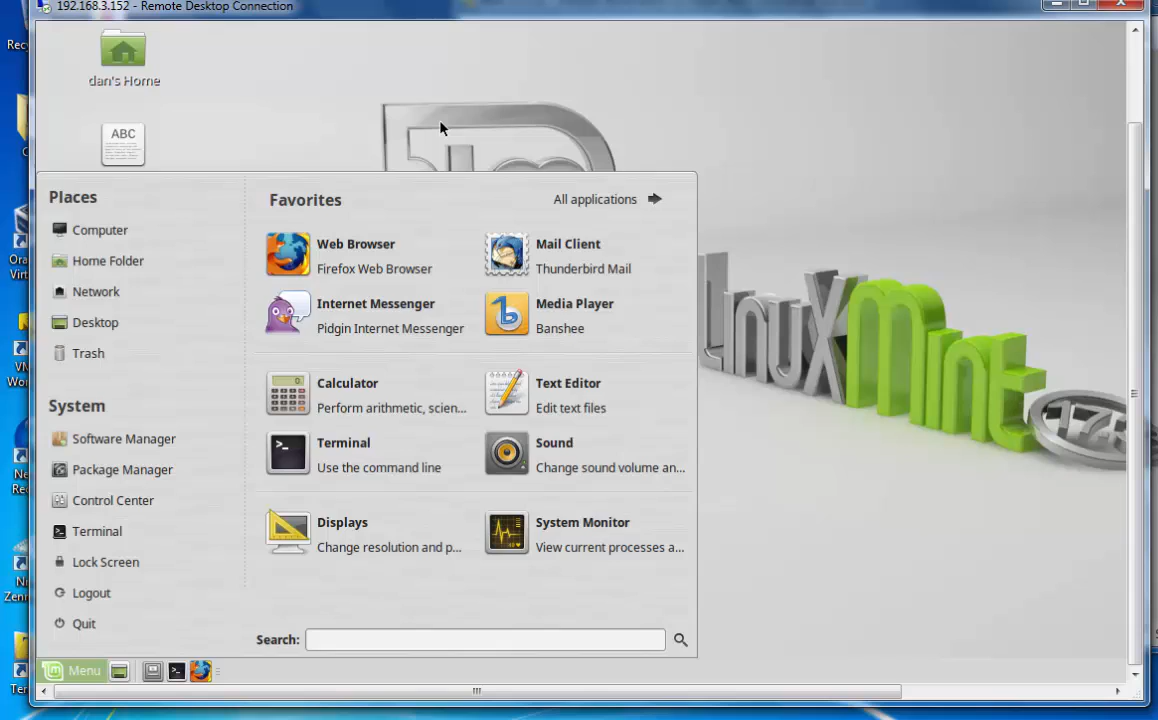 192.168.3.152 - Remote Desktop Connection
dan's Home
ABC
Places
Computer
Home Folder
Network
Desktop
Trash
System
Software Manager
Package Manager
Control Center
Terminal
Lock Screen
Logout
Quit
Favorites
All applications
Web Browser
Firefox Web Browser
Mail Client
Thunderbird Mail
Internet Messenger
Pidgin Internet Messenger
Media Player
Banshee
Calculator
Perform arithmetic, scien...
Text Editor
Edit text files
Terminal
Use the command line
Sound
Change sound volume an...
Displays
Change resolution and p...
System Monitor
View current processes a...
Search:
Menu
LinuxMint